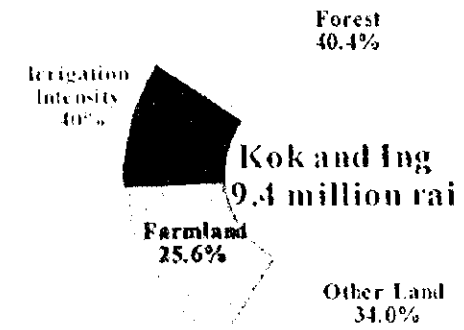 Forest
40.4%
Irrigation
Intensity
40%
Kok and Ing
9.4 million rai
Farmland
25.6%
Other Land
34.0%